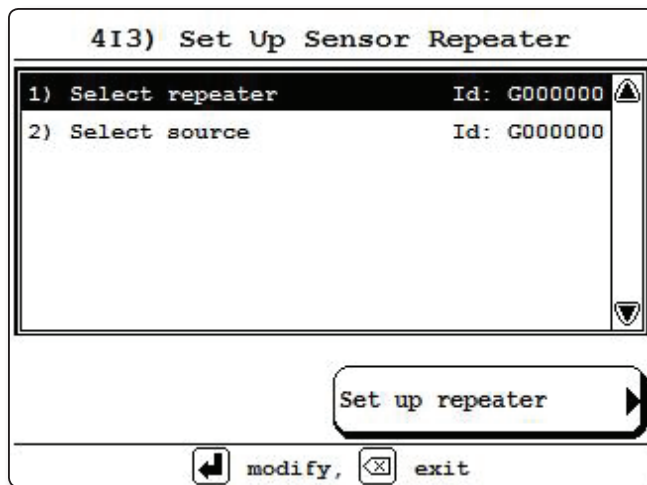 4I3) Set Up Sensor Repeater
1) Select repeater Id: G000000
2) Select source Id: G000000
Set up repeater
modify, exit